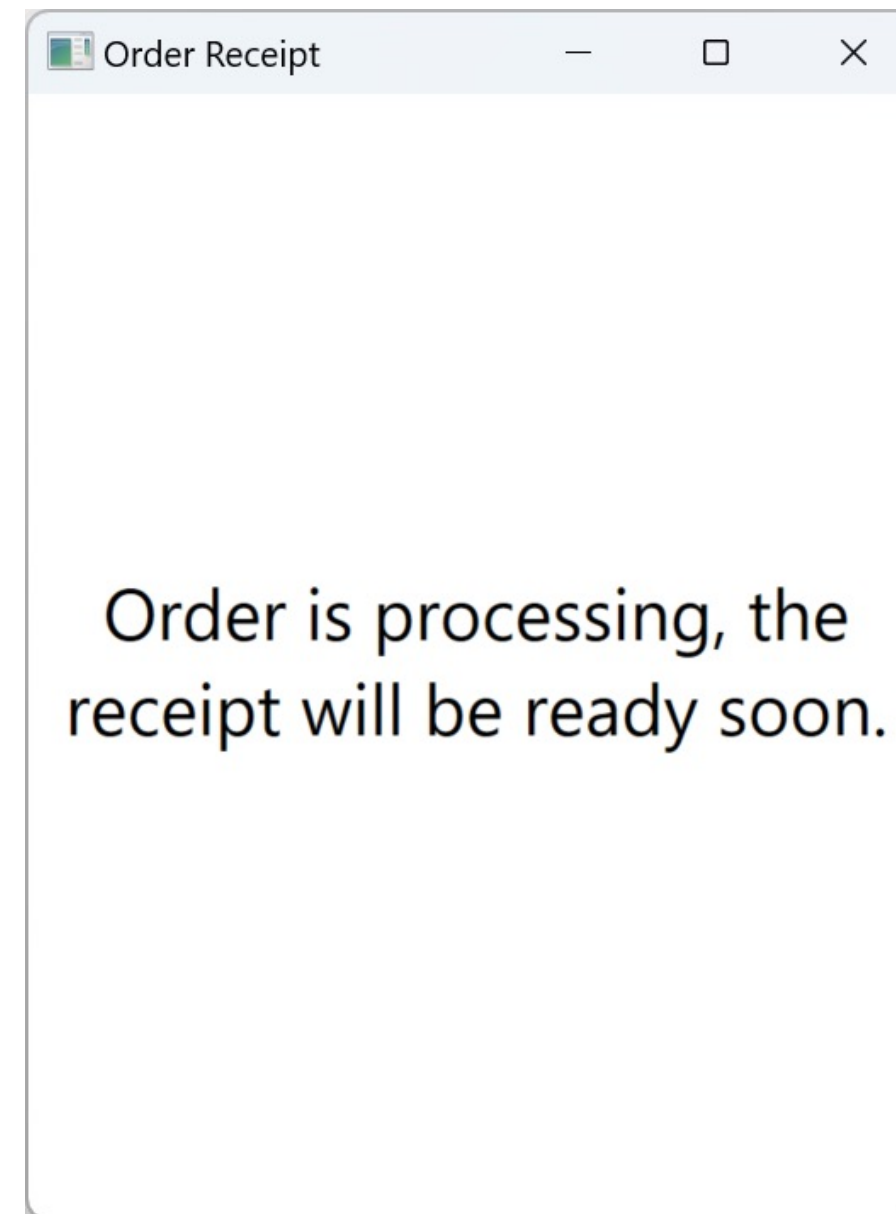 Order Receipt
Order is processing, the
receipt will be ready soon.